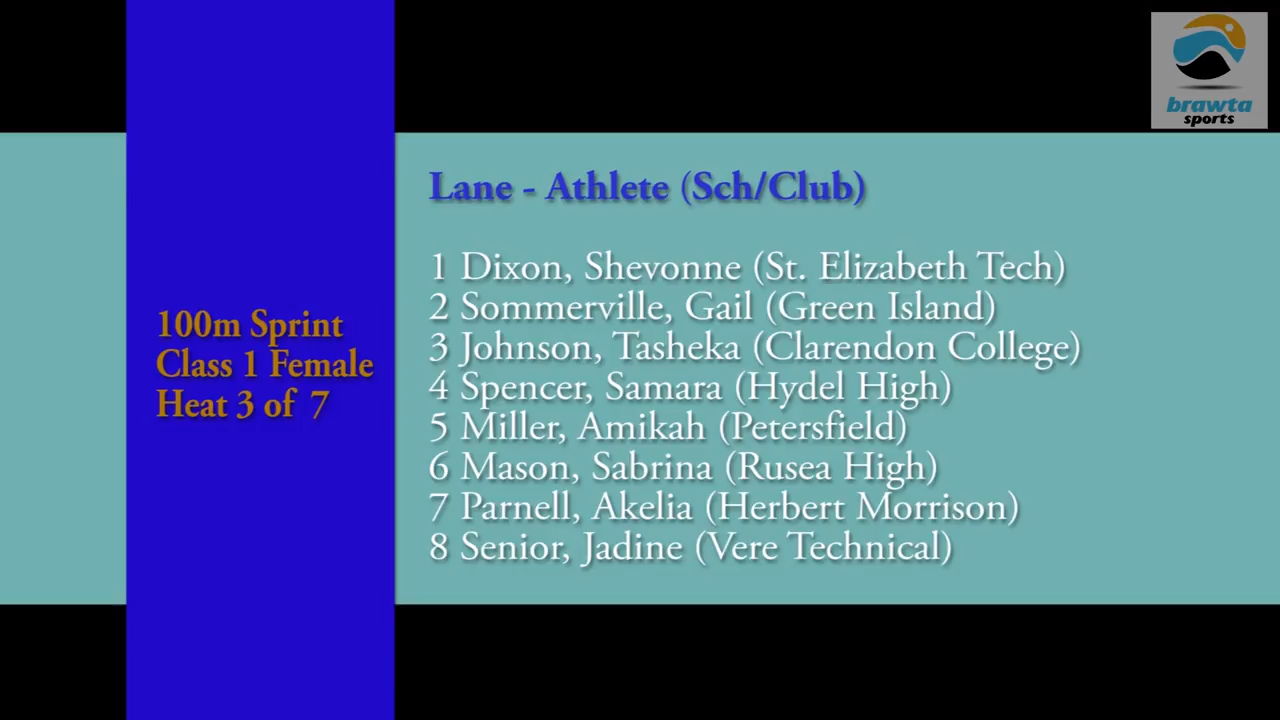 brawta
sports
Lane - Athlete (Sch/Club)
1 Dixon, Shevonne (St. Elizabeth Tech)
2 Sommerville, Gail (Green Island)
3 Johnson, Tasheka (Clarendon College)
4 Spencer, Samara (Hydel High)
5 Miller, Amikah (Petersfield)
6 Mason, Sabrina (Rusea High)
7 Parnell, Akelia (Herbert Morrison)
8 Senior, Jadine (Vere Technical)
100m Sprint
Class 1 Female
Heat 3 of 7